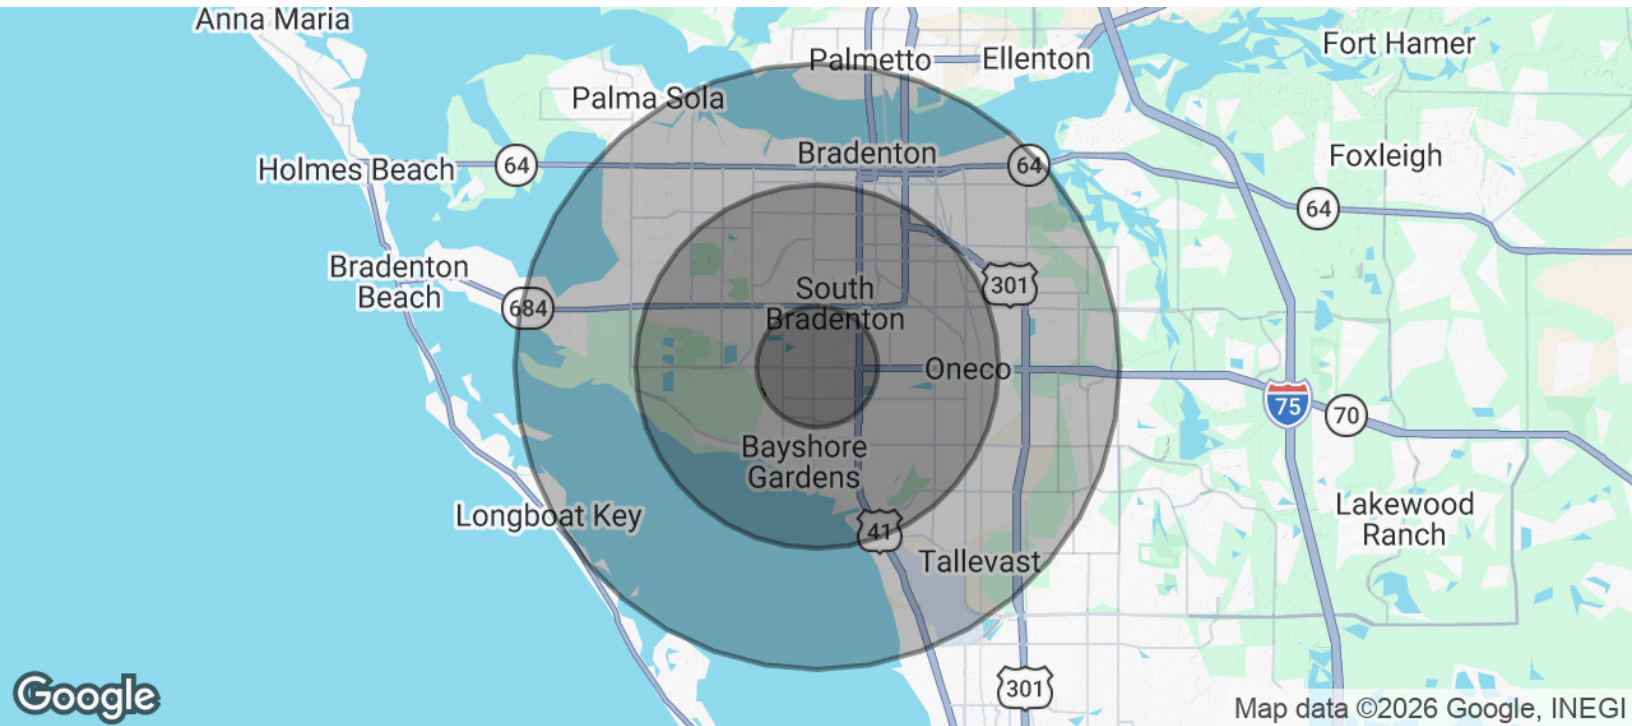 Anna Maria
Fort Hamer
Palmetto
Ellenton
Palma Sola
Bradenton
Foxleigh
Holmes Beach
64
64
64
Bradenton
Beach
South
Bradenton
301
684
Oneco
75
70
Bayshore
Gardens
Longboat Key
41
Lakewood
Ranch
Tallevast
301
Google
Map data ©2026 Google, INEGI